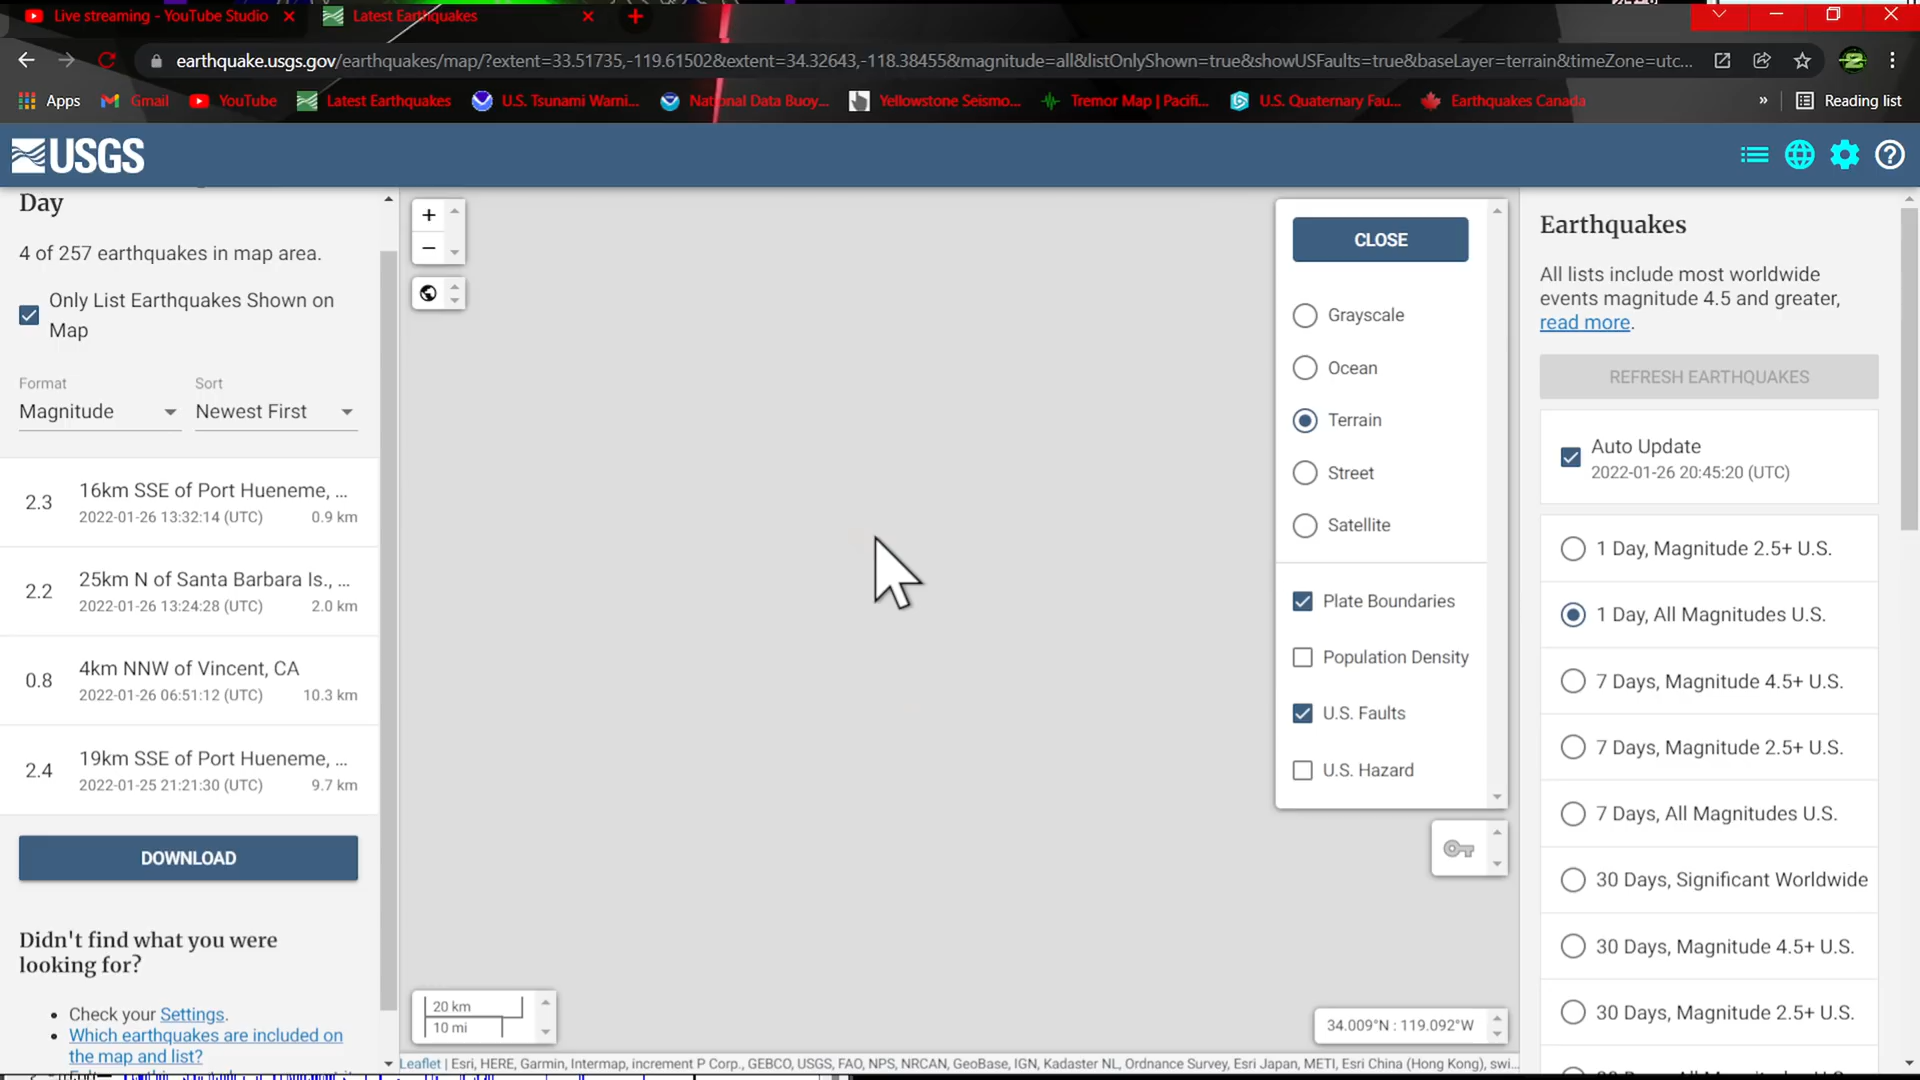 Live streaming - YouTube Studio
Latest Earthquakes
earthquake.usgs.gov/earthquakes/map/?extent=33.51735,-119.61502&extent=34.32643,-118.38455&magnitude=all&listOnlyShown=true&showUSFaults=true&baseLayer=terrain&timeZone=utc...
Apps
Gmail
YouTube
Latest Earthquakes
U.S. Tsunami Warni...
National Data Buoy...
Yellowstone Seismo...
Tremor Map | Pacifi...
U.S. Quaternary Fau...
Earthquakes Canada
»
Reading list
USGS
Day
4 of 257 earthquakes in map area.
Only List Earthquakes Shown on
Map
Format
Magnitude
Sort
Newest First
2.3
16km SSE of Port Hueneme, ...
2022-01-26 13:32:14 (UTC)
0.9 km
2.2
25km N of Santa Barbara Is., ...
2022-01-26 13:24:28 (UTC)
2.0 km
0.8
4km NNW of Vincent, CA
2022-01-26 06:51:12 (UTC)
10.3 km
2.4
19km SSE of Port Hueneme, ...
2022-01-25 21:21:30 (UTC)
9.7 km
DOWNLOAD
Didn't find what you were
looking for?
• Check your Settings.
• Which earthquakes are included on
the map and list?
+
−
20 km
10 mi
CLOSE
Grayscale
Ocean
Terrain
Street
Satellite
Plate Boundaries
Population Density
U.S. Faults
U.S. Hazard
34.009°N : 119.092°W
Leaflet | Esri, HERE, Garmin, Intermap, increment P Corp., GEBCO, USGS, FAO, NPS, NRCAN, GeoBase, IGN, Kadaster NL, Ordnance Survey, Esri Japan, METI, Esri China (Hong Kong), swi...
Earthquakes
All lists include most worldwide
events magnitude 4.5 and greater,
read more.
REFRESH EARTHQUAKES
Auto Update
2022-01-26 20:45:20 (UTC)
1 Day, Magnitude 2.5+ U.S.
1 Day, All Magnitudes U.S.
7 Days, Magnitude 4.5+ U.S.
7 Days, Magnitude 2.5+ U.S.
7 Days, All Magnitudes U.S.
30 Days, Significant Worldwide
30 Days, Magnitude 4.5+ U.S.
30 Days, Magnitude 2.5+ U.S.